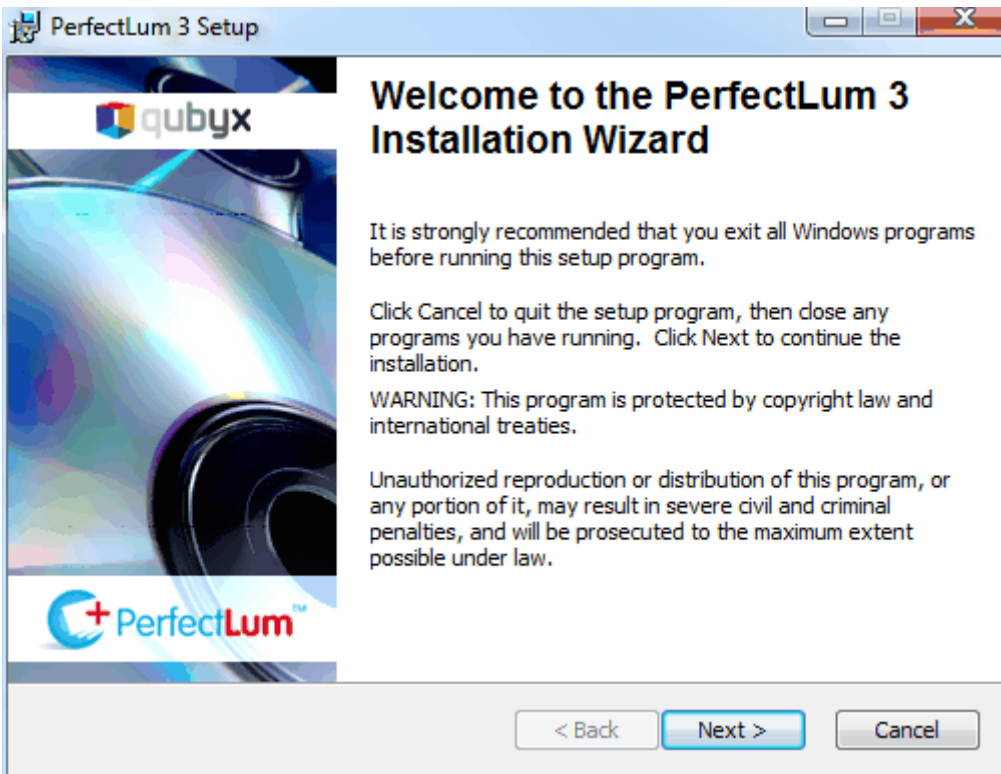 PerfectLum 3 Setup
qubyx
Welcome to the PerfectLum 3
Installation Wizard
It is strongly recommended that you exit all Windows programs
before running this setup program.
Click Cancel to quit the setup program, then close any
programs you have running.  Click Next to continue the
installation.
WARNING: This program is protected by copyright law and
international treaties.
Unauthorized reproduction or distribution of this program, or
any portion of it, may result in severe civil and criminal
penalties, and will be prosecuted to the maximum extent
possible under law.
PerfectLum™
< Back Next > Cancel